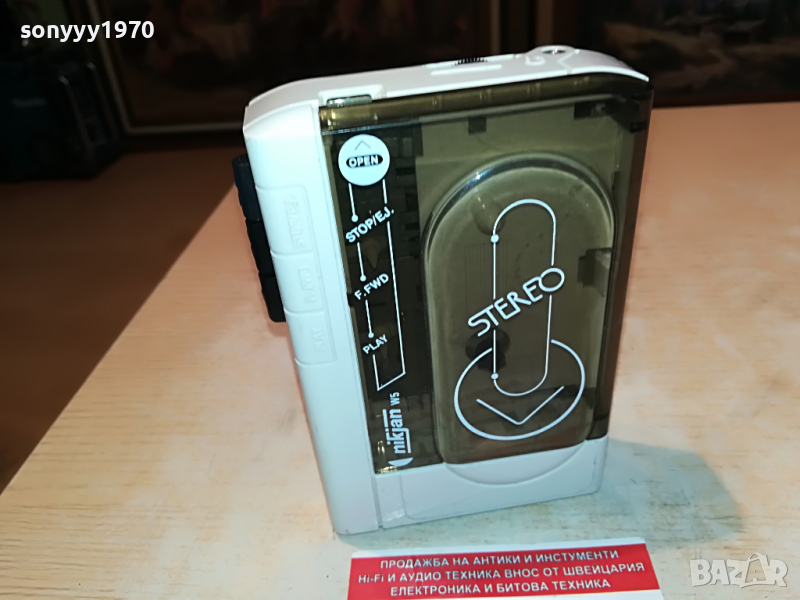 sonyyy1970
OPEN
STOP/EJ.
F.FWD
PLAY
STEREO
nikjan W5
ПРОДАЖБА НА АНТИКИ И ИНСТУМЕНТИ
Hi-Fi И АУДИО ТЕХНИКА ВНОС ОТ ШВЕЙЦАРИЯ
ЕЛЕКТРОНИКА И БИТОВА ТЕХНИКА
BAZAR